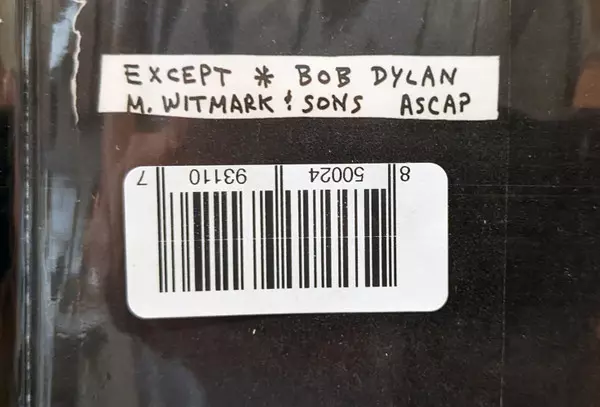 EXCEPT * BOB DYLAN
M. WITMARK & SONS ASCAP
8 50024 93110 7